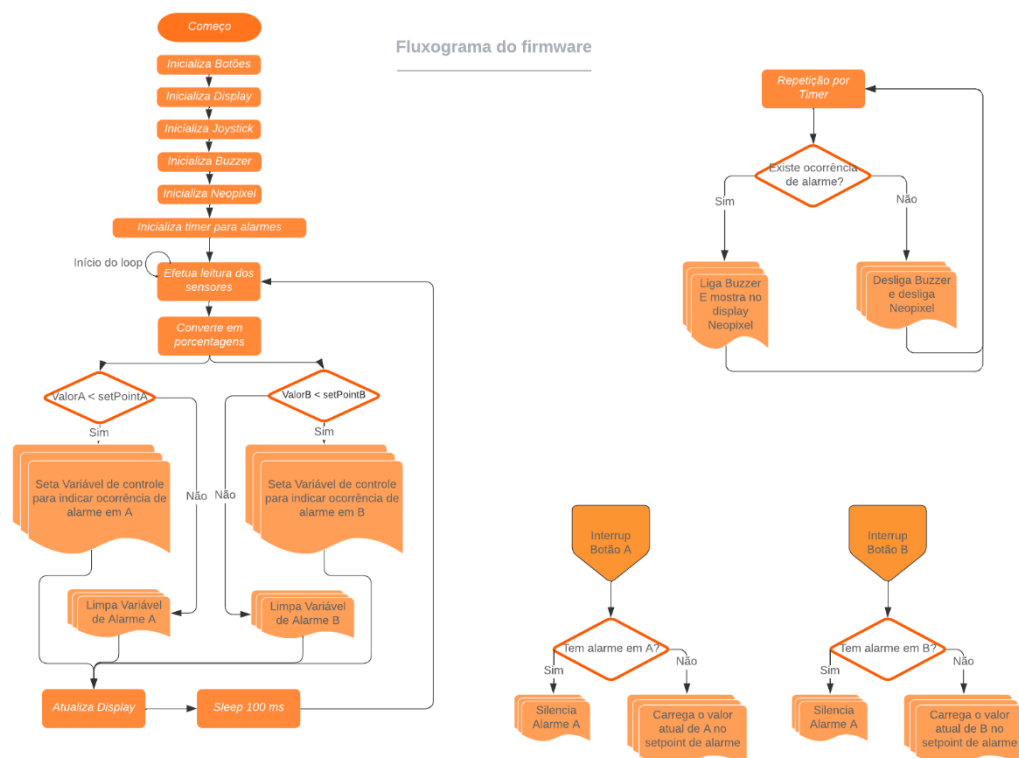 Começo
Fluxograma do firmware
Inicializa Botões
Inicializa Display
Inicializa Joystick
Inicializa Buzzer
Inicializa Neopixel
Inicializa timer para alarmes
Início do loop
Efetua leitura dos
sensores
Converte em
porcentagens
ValorA < setPointA
ValorB < setPointB
Sim
Sim
Seta Variável de controle
para indicar ocorrência de
alarme em A
Não
Não
Seta Variável de controle
para indicar ocorrência de
alarme em B
Limpa Variável
de Alarme A
Limpa Variável
de Alarme B
Atualiza Display
Sleep 100 ms
Repetição por
Timer
Existe ocorrência
de alarme?
Sim
Não
Liga Buzzer
E mostra no
display
Neopixel
Desliga Buzzer
e desliga
Neopixel
Interrup
Botão A
Tem alarme em A?
Sim
Não
Silencia
Alarme A
Carrega o valor
atual de A no
setpoint de alarme
Interrup
Botão B
Tem alarme em B?
Sim
Não
Silencia
Alarme A
Carrega o valor
atual de B no
setpoint de alarme